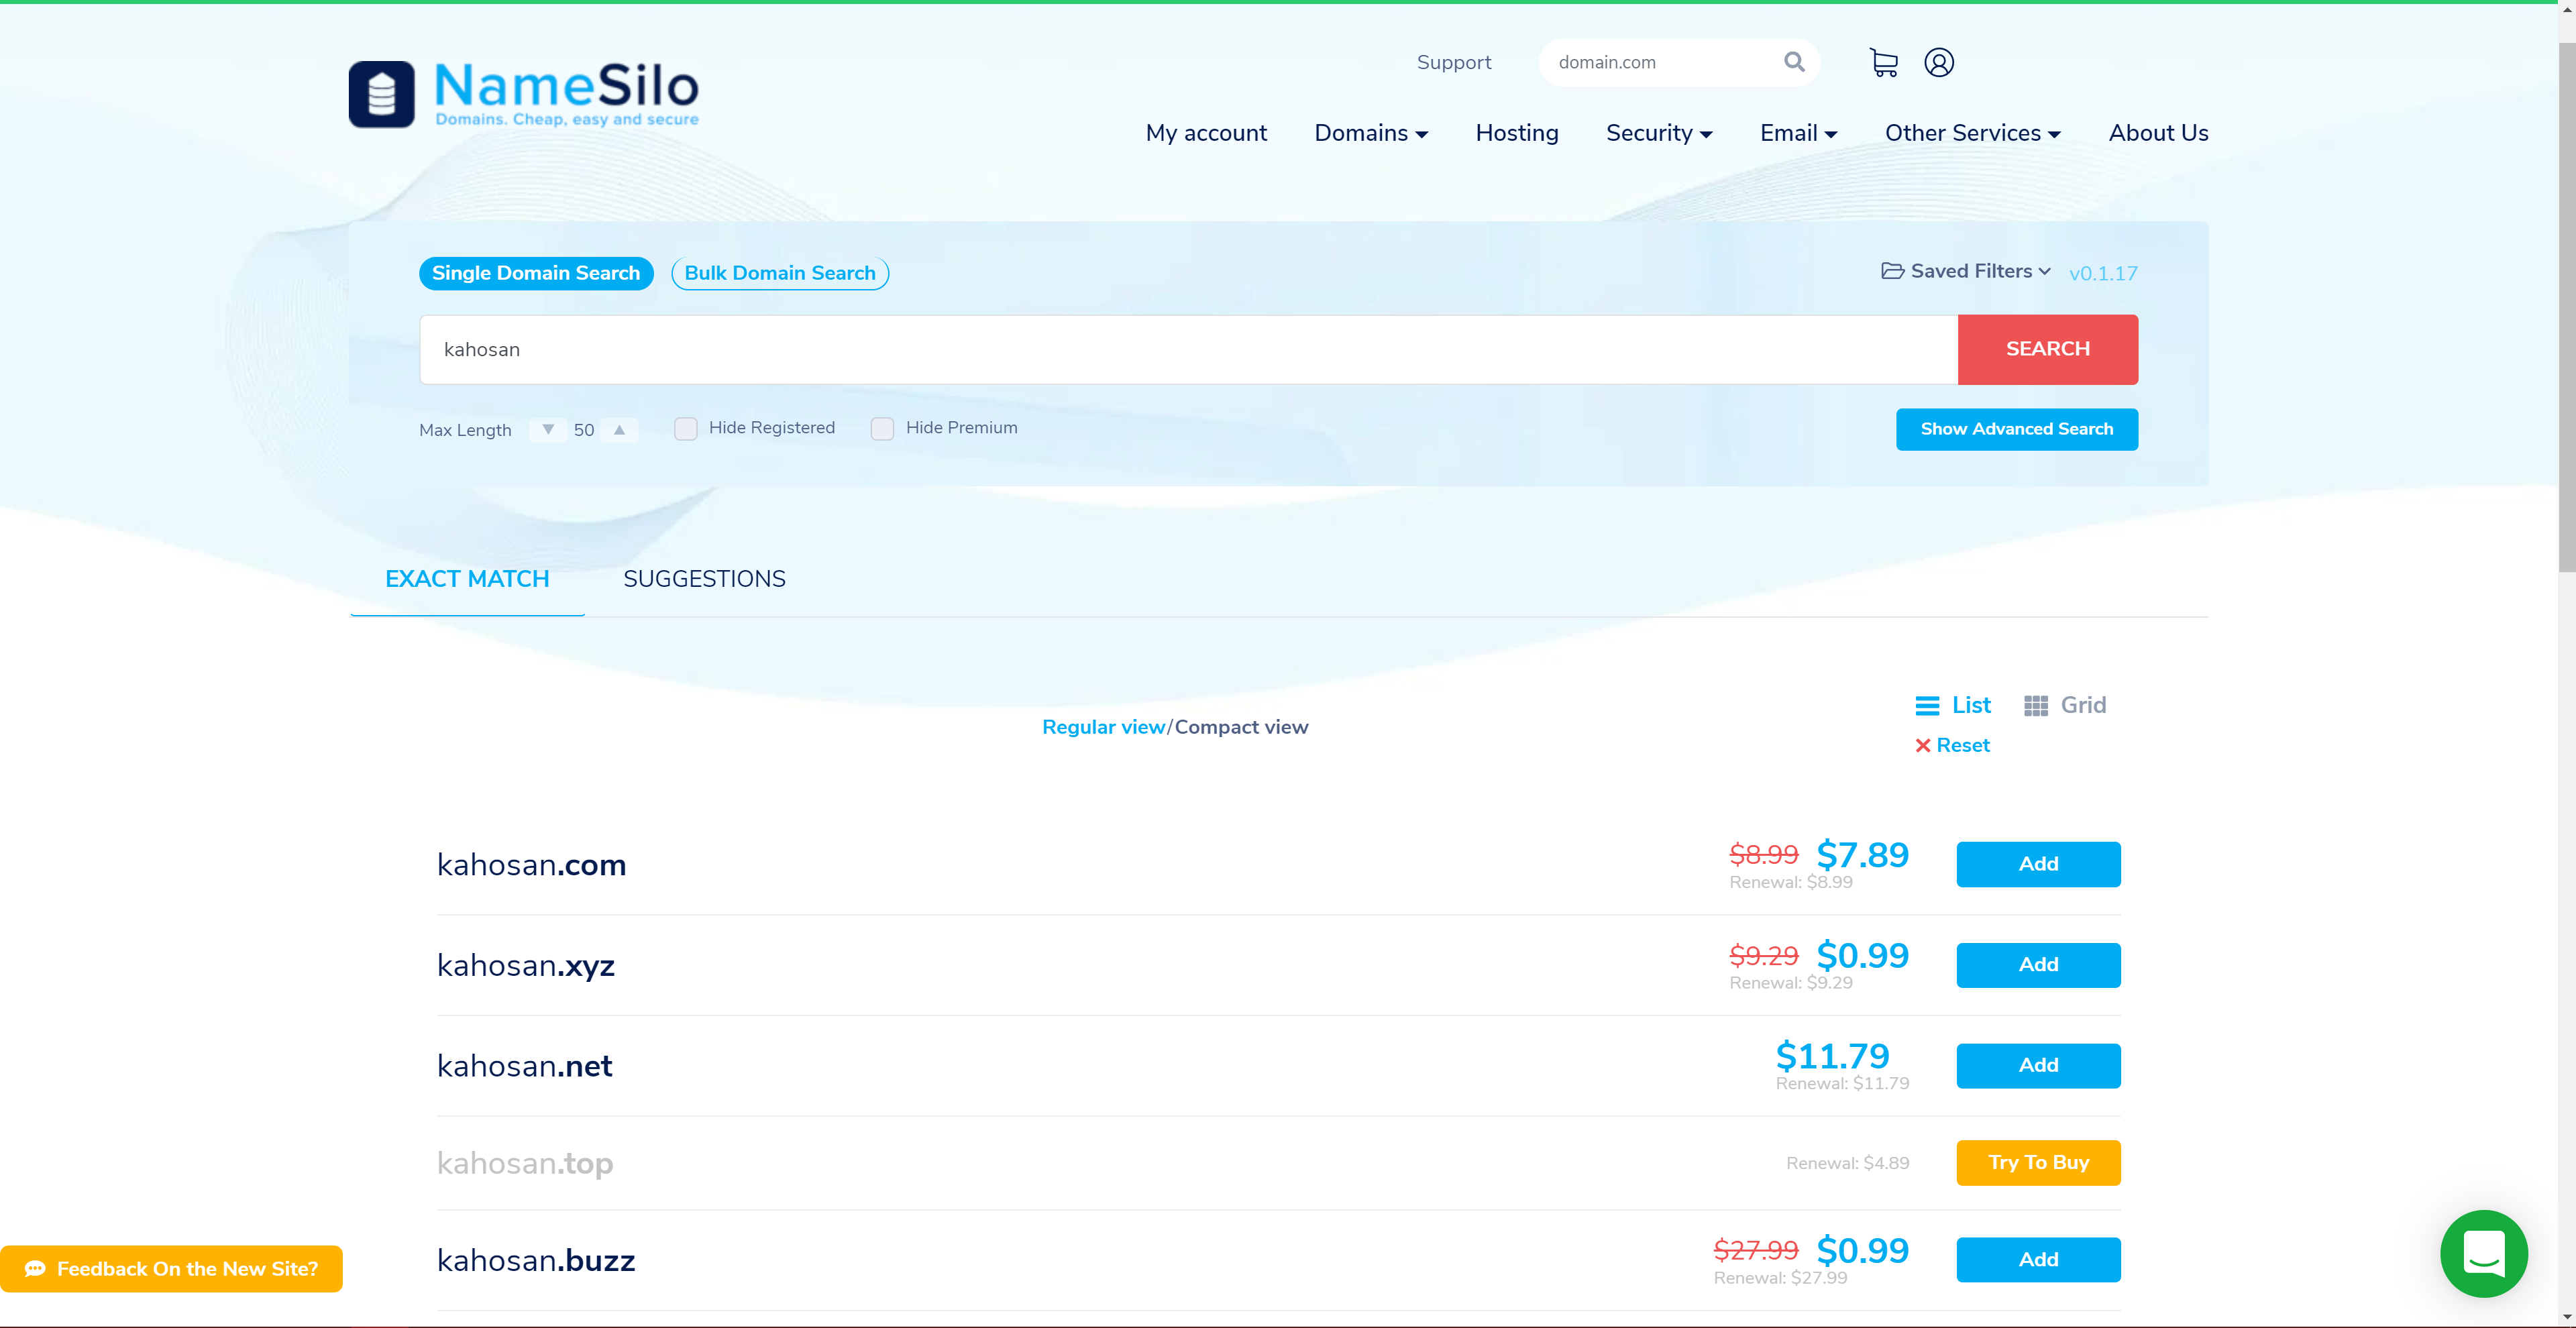 Support
domain.com
NameSilo
Domains. Cheap, easy and secure
My account Domains Hosting Security Email Other Services About Us
Single Domain Search Bulk Domain Search Saved Filters v0.1.17
kahosan SEARCH
Max Length 50 Hide Registered Hide Premium Show Advanced Search
EXACT MATCH SUGGESTIONS
List Grid
Regular view/Compact view
Reset
kahosan.com $8.99 $7.89 Add
Renewal: $8.99
kahosan.xyz $9.29 $0.99 Add
Renewal: $9.29
kahosan.net $11.79 Add
Renewal: $11.79
kahosan.top Renewal: $4.89 Try To Buy
kahosan.buzz $27.99 $0.99 Add
Renewal: $27.99
Feedback On the New Site?